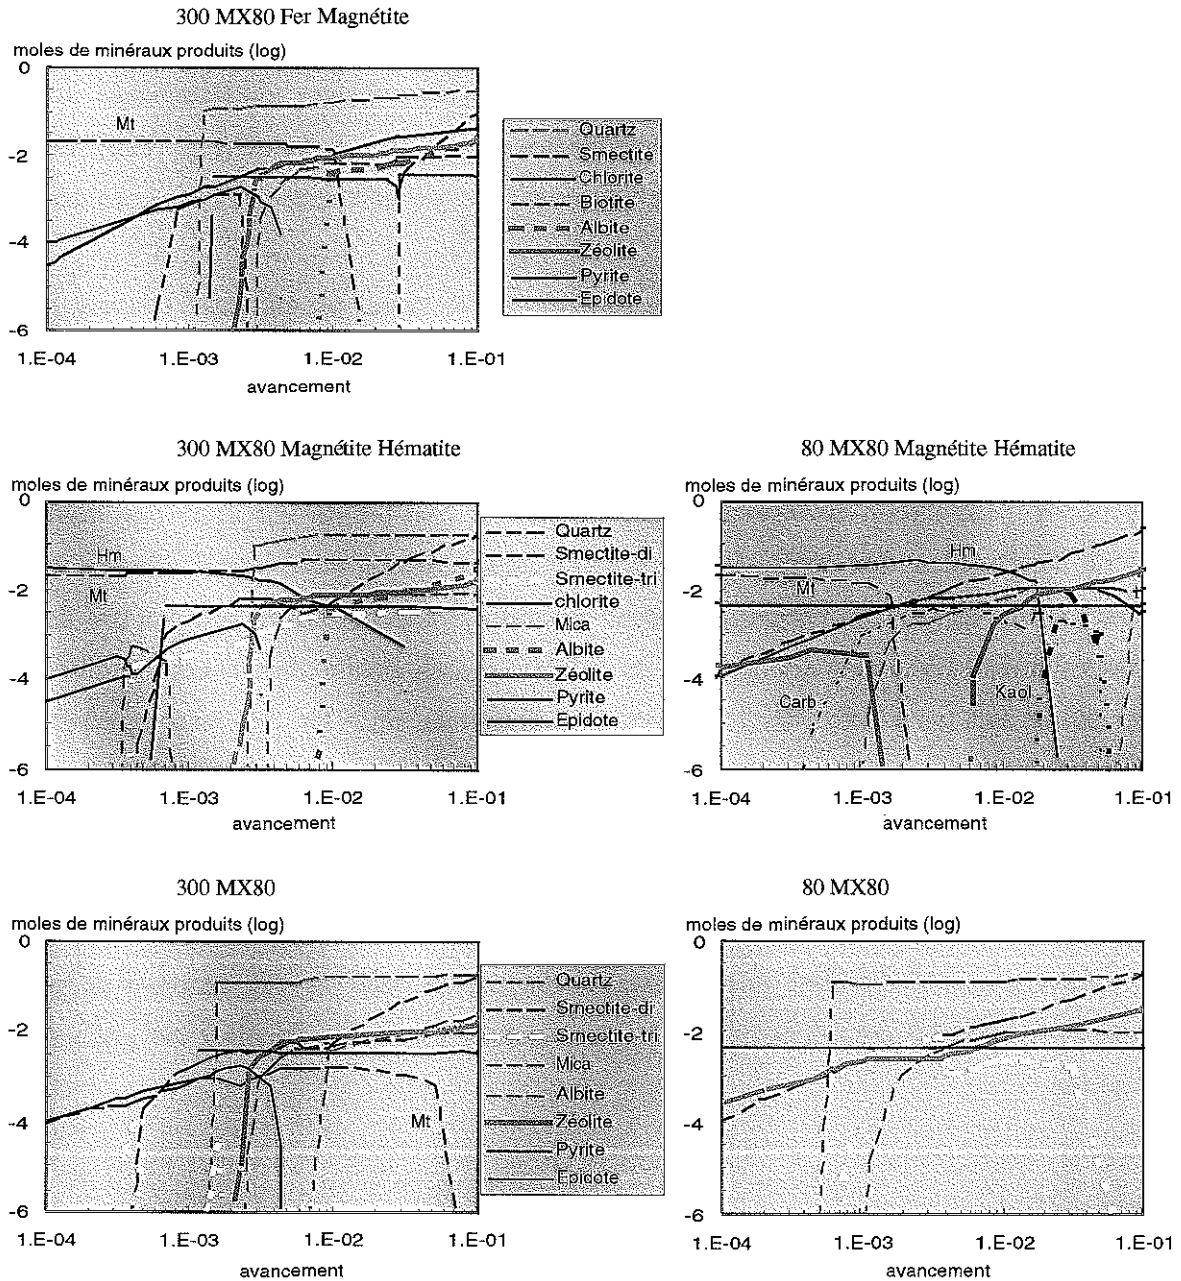 300 MX80 Fer Magnétite
moles de minéraux produits (log)
0
-2
-4
-6
Mt
1.E-04 1.E-03 1.E-02 1.E-01
avancement
Quartz
Smectite
Chlorite
Biotite
Albite
Zéolite
Pyrite
Epidote
300 MX80 Magnétite Hématite
moles de minéraux produits (log)
0
-2
-4
-6
Hm
Mt
1.E-04 1.E-03 1.E-02 1.E-01
avancement
Quartz
Smectite-di
Smectite-tri
chlorite
Mica
Albite
Zéolite
Pyrite
Epidote
80 MX80 Magnétite Hématite
moles de minéraux produits (log)
0
-2
-4
-6
Hm
Mt
Carb
Kaol
1.E-04 1.E-03 1.E-02 1.E-01
avancement
300 MX80
moles de minéraux produits (log)
0
-2
-4
-6
Mt
1.E-04 1.E-03 1.E-02 1.E-01
avancement
Quartz
Smectite-di
Smectite-tri
Mica
Albite
Zéolite
Pyrite
Epidote
80 MX80
moles de minéraux produits (log)
0
-2
-4
-6
1.E-04 1.E-03 1.E-02 1.E-01
avancement